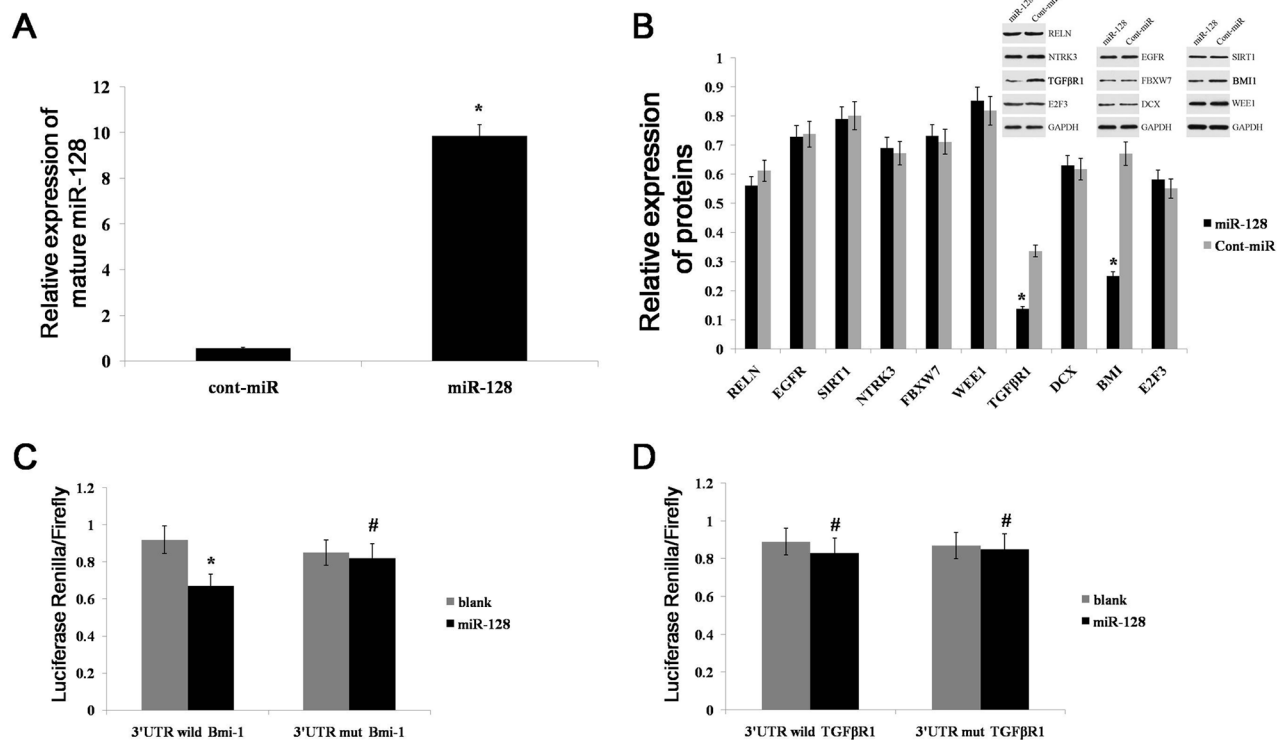 A
Relative expression of
mature miR-128
12
10
8
6
4
2
0
*
cont-miR
miR-128
B
Relative expression
of proteins
1
0.9
0.8
0.7
0.6
0.5
0.4
0.3
0.2
0.1
0
*
*
RELN
EGFR
SIRT1
NTRK3
FBXW7
WEE1
TGFβR1
DCX
BMI
E2F3
miR-128
Cont-miR
miR-128
Cont-miR
RELN
NTRK3
TGFβR1
E2F3
GAPDH
miR-128
Cont-miR
EGFR
FBXW7
DCX
GAPDH
miR-128
Cont-miR
SIRT1
BMI1
WEE1
GAPDH
C
Luciferase Renilla/Firefly
1.2
1
0.8
0.6
0.4
0.2
0
*
#
3'UTR wild Bmi-1
3'UTR mut Bmi-1
blank
miR-128
D
Luciferase Renilla/Firefly
1.2
1
0.8
0.6
0.4
0.2
0
#
#
3'UTR wild TGFβR1
3'UTR mut TGFβR1
blank
miR-128